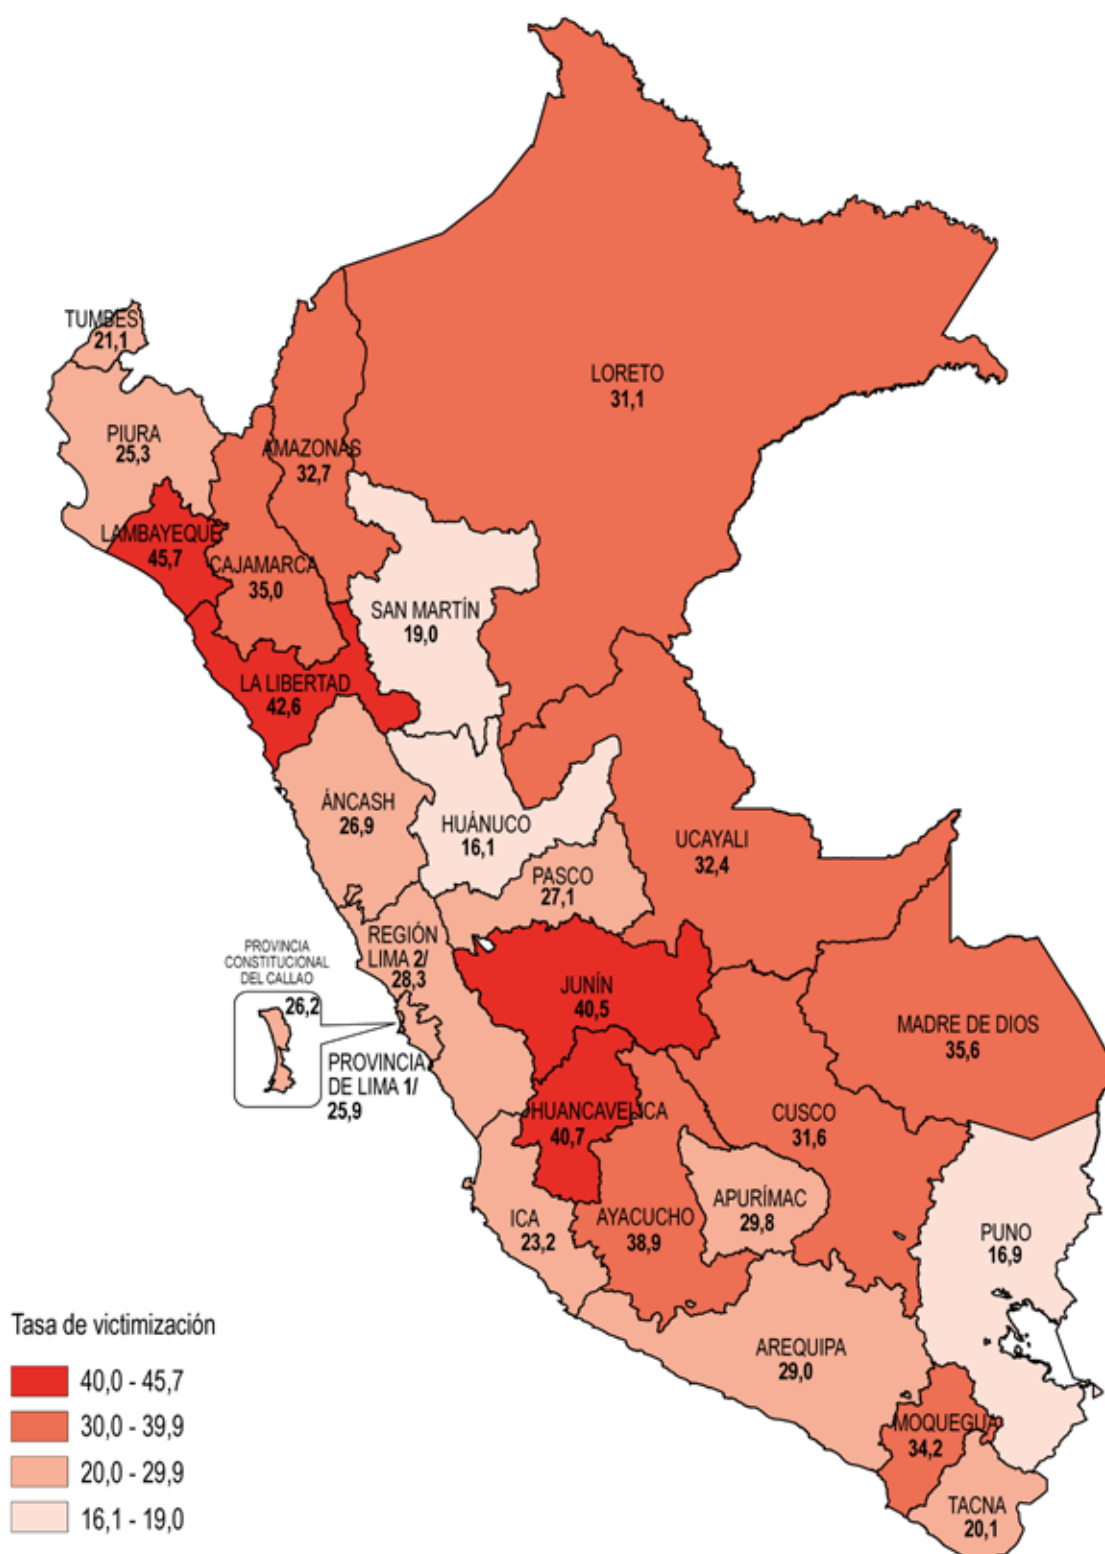 TUMBES
21,1
PIURA
25,3
LAMBAYEQUE
45,7
CAJAMARCA
35,0
AMAZONAS
32,7
LORETO
31,1
SAN MARTÍN
19,0
LA LIBERTAD
42,6
ÁNCASH
26,9
HUÁNUCO
16,1
UCAYALI
32,4
PASCO
27,1
REGIÓN
LIMA 2/
28,3
PROVINCIA
CONSTITUCIONAL
DEL CALLAO
26,2
PROVINCIA
DE LIMA 1/
25,9
JUNÍN
40,5
MADRE DE DIOS
35,6
HUANCAVELICA
40,7
CUSCO
31,6
ICA
23,2
AYACUCHO
38,9
APURÍMAC
29,8
PUNO
16,9
AREQUIPA
29,0
MOQUEGUA
34,2
TACNA
20,1
Tasa de victimización
40,0 - 45,7
30,0 - 39,9
20,0 - 29,9
16,1 - 19,0